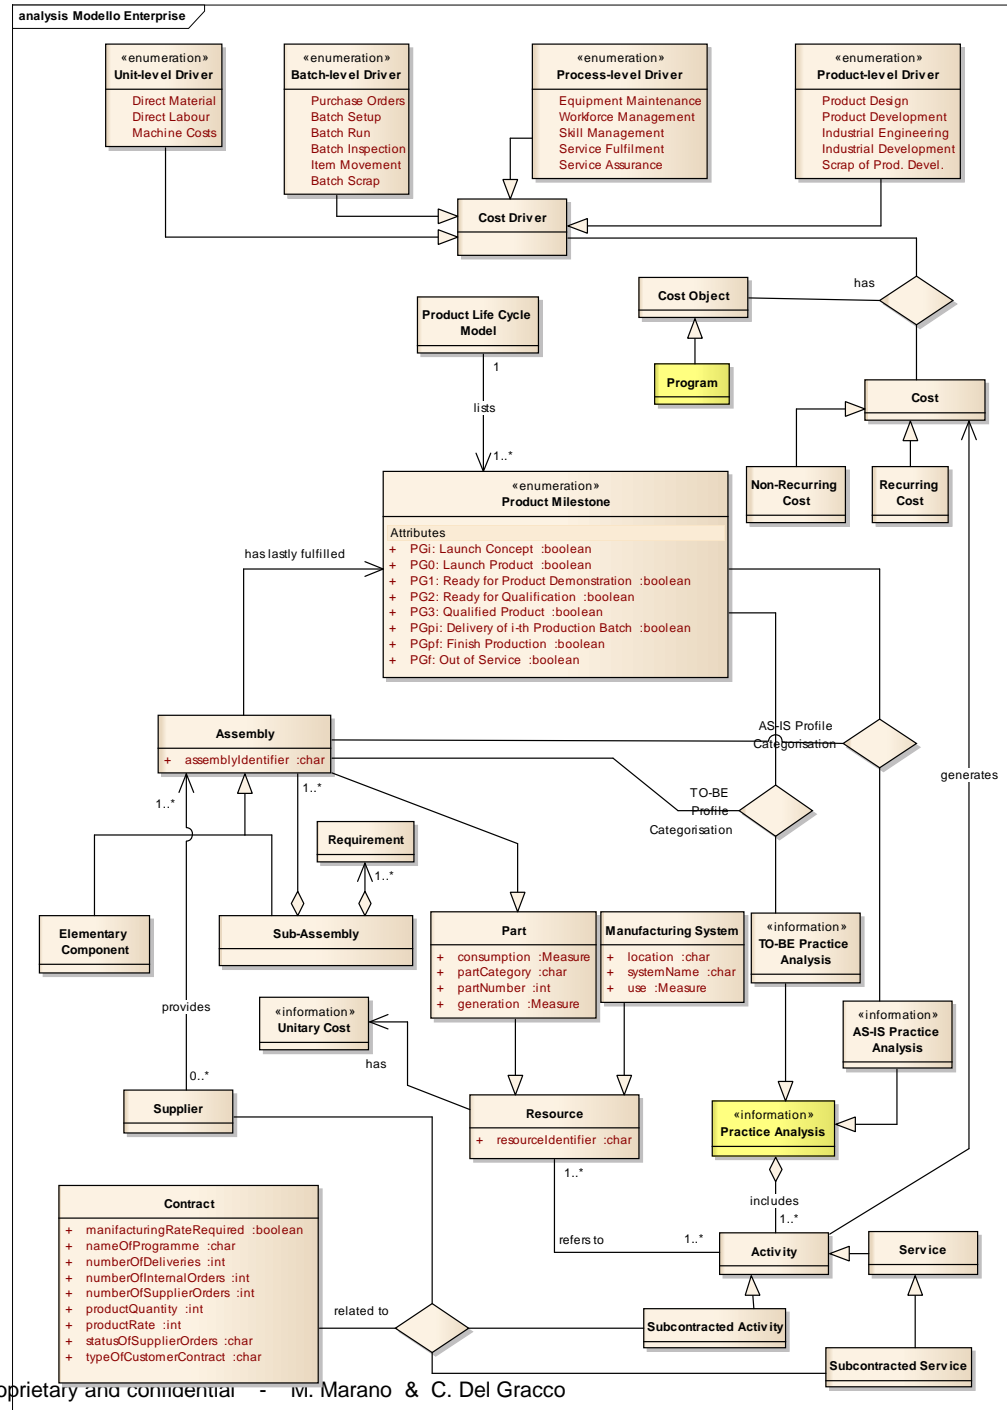 analysis Modello Enterprise
«enumeration»
Unit-level Driver
Direct Material
Direct Labour
Machine Costs
«enumeration»
Batch-level Driver
Purchase Orders
Batch Setup
Batch Run
Batch Inspection
Item Movement
Batch Scrap
«enumeration»
Process-level Driver
Equipment Maintenance
Workforce Management
Skill Management
Service Fulfilment
Service Assurance
«enumeration»
Product-level Driver
Product Design
Product Development
Industrial Engineering
Industrial Development
Scrap of Prod. Devel.
Cost Driver
has
Cost Object
Program
Product Life Cycle
Model
1
lists
1..*
Cost
Non-Recurring
Cost
Recurring
Cost
«enumeration»
Product Milestone
Attributes
+ PGi: Launch Concept :boolean
+ PG0: Launch Product :boolean
+ PG1: Ready for Product Demonstration :boolean
+ PG2: Ready for Qualification :boolean
+ PG3: Qualified Product :boolean
+ PGpi: Delivery of i-th Production Batch :boolean
+ PGpf: Finish Production :boolean
+ PGf: Out of Service :boolean
has lastly fulfilled
Assembly
+ assemblyIdentifier :char
AS-IS Profile
Categorisation
TO-BE
Profile
Categorisation
generates
1..*
1..*
Requirement
1..*
Elementary
Component
Sub-Assembly
Part
+ consumption :Measure
+ partCategory :char
+ partNumber :int
+ generation :Measure
Manufacturing System
+ location :char
+ systemName :char
+ use :Measure
«information»
TO-BE Practice
Analysis
«information»
AS-IS Practice
Analysis
provides
0..*
«information»
Unitary Cost
has
Supplier
Resource
+ resourceIdentifier :char
1..*
«information»
Practice Analysis
includes
1..*
refers to
1..*
Activity
Service
Contract
+ manifacturingRateRequired :boolean
+ nameOfProgramme :char
+ numberOfDeliveries :int
+ numberOfInternalOrders :int
+ numberOfSupplierOrders :int
+ productQuantity :int
+ productRate :int
+ statusOfSupplierOrders :char
+ typeOfCustomerContract :char
related to
Subcontracted Activity
Subcontracted Service
oprietary and confidential - M. Marano & C. Del Gracco